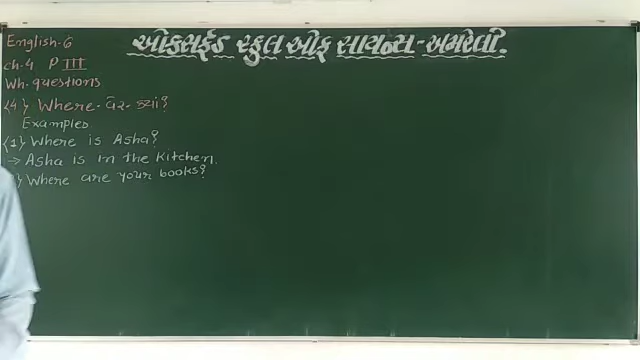 ઓક્સફર્ડ સ્કુલ ઓફ સાયન્સ-અમરેલી.
English-6
ch-4 P III
Wh. questions
(4) Where-વેર-ક્યાં?
Examples
(1) Where is Asha?
→ Asha is in the Kitchen.
) Where are your books?